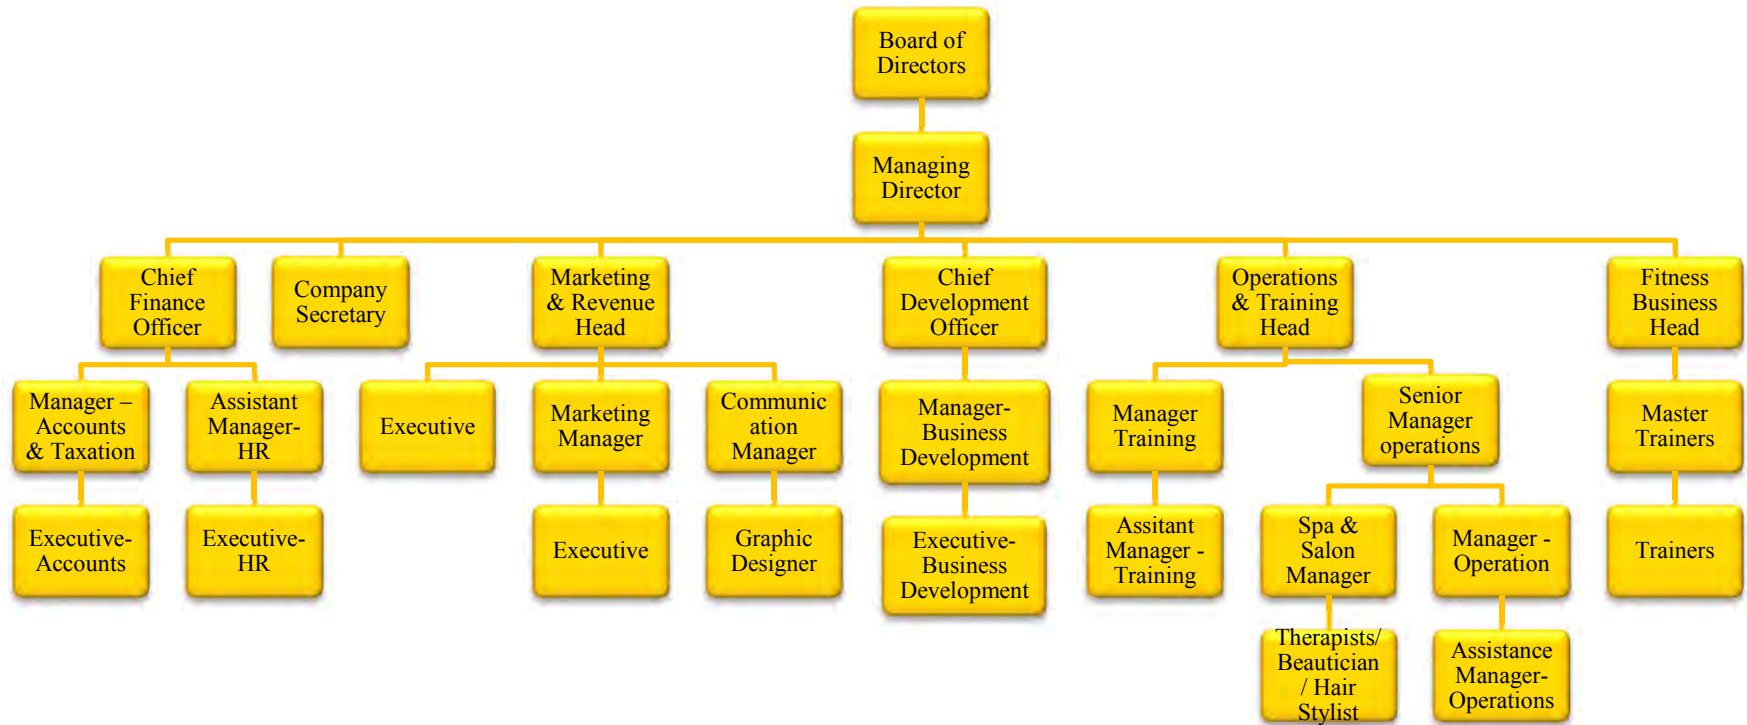 Board of
Directors
Managing
Director
Chief
Finance
Officer
Company
Secretary
Marketing
& Revenue
Head
Chief
Development
Officer
Operations
& Training
Head
Fitness
Business
Head
Manager –
Accounts
& Taxation
Assistant
Manager-
HR
Executive
Marketing
Manager
Communic
ation
Manager
Manager-
Business
Development
Manager
Training
Senior
Manager
operations
Master
Trainers
Executive-
Accounts
Executive-
HR
Executive
Graphic
Designer
Executive-
Business
Development
Assitant
Manager -
Training
Spa &
Salon
Manager
Manager -
Operation
Trainers
Therapists/
Beautician
/ Hair
Stylist
Assistance
Manager-
Operations